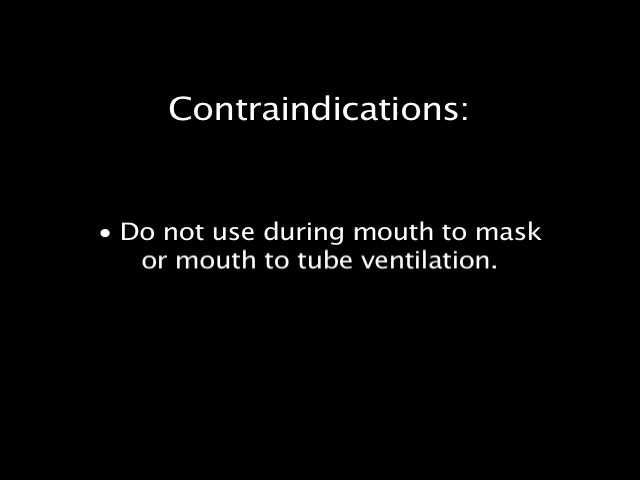 Contraindications:
• Do not use during mouth to mask
or mouth to tube ventilation.